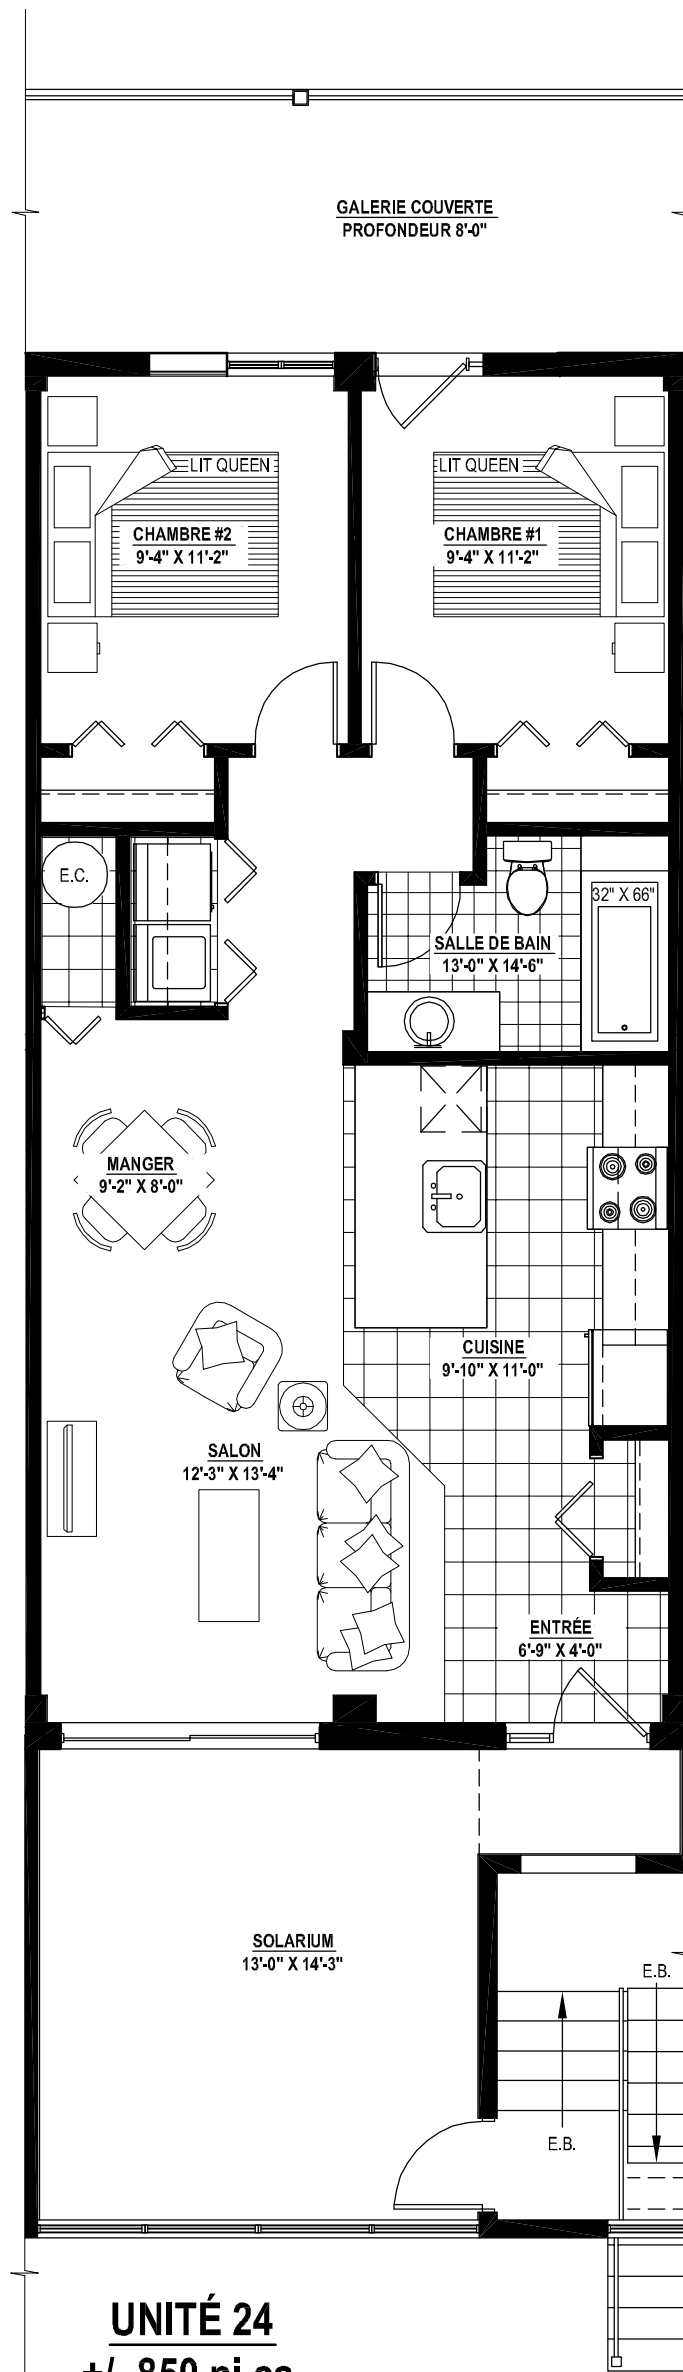 GALERIE COUVERTE
PROFONDEUR 8'-0"
LIT QUEEN
LIT QUEEN
CHAMBRE #2
9'-4" X 11'-2"
CHAMBRE #1
9'-4" X 11'-2"
E.C.
32" X 66"
SALLE DE BAIN
13'-0" X 14'-6"
MANGER
9'-2" X 8'-0"
CUISINE
9'-10" X 11'-0"
SALON
12'-3" X 13'-4"
ENTRÉE
6'-9" X 4'-0"
SOLARIUM
13'-0" X 14'-3"
E.B.
E.B.
UNITÉ 24